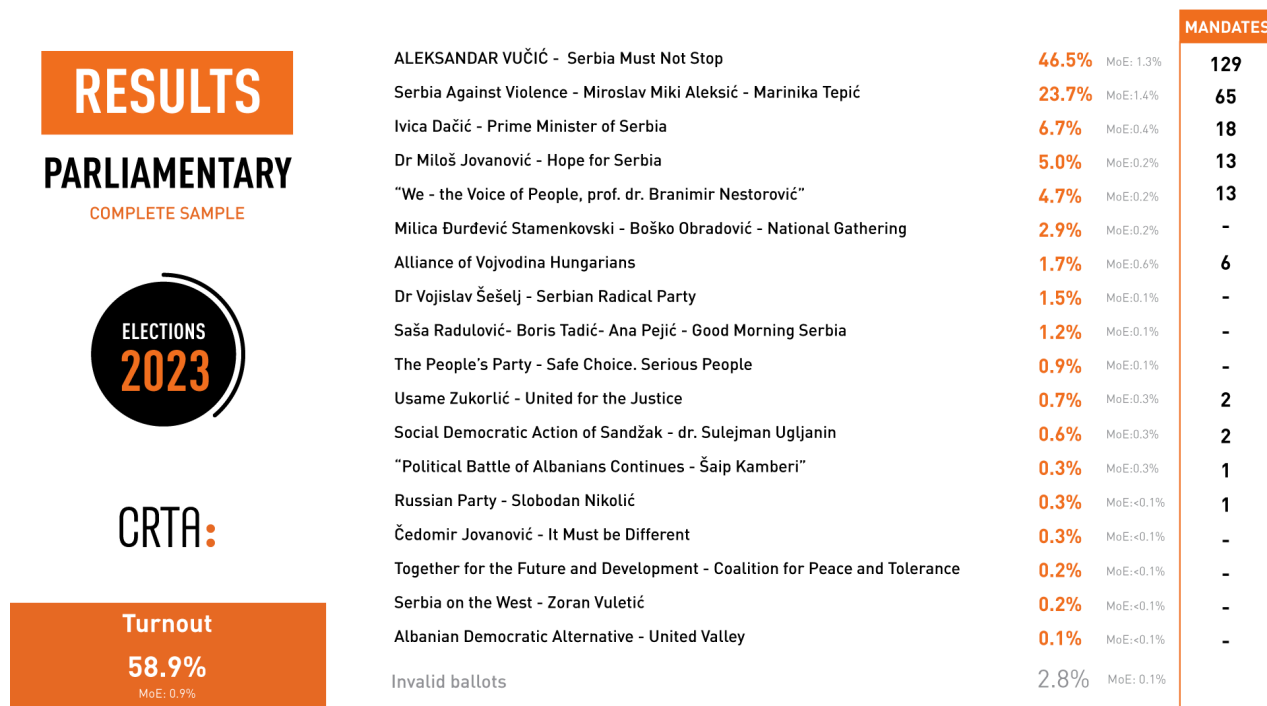 RESULTS
PARLIAMENTARY
COMPLETE SAMPLE
ELECTIONS
2023
CRTA:
Turnout
58.9%
MoE: 0.9%
MANDATES
ALEKSANDAR VUČIĆ - Serbia Must Not Stop 46.5% MoE: 1.3% 129
Serbia Against Violence - Miroslav Miki Aleksić - Marinika Tepić 23.7% MoE:1.4% 65
Ivica Dačić - Prime Minister of Serbia 6.7% MoE:0.4% 18
Dr Miloš Jovanović - Hope for Serbia 5.0% MoE:0.2% 13
“We - the Voice of People, prof. dr. Branimir Nestorović” 4.7% MoE:0.2% 13
Milica Đurđević Stamenkovski - Boško Obradović - National Gathering 2.9% MoE:0.2% -
Alliance of Vojvodina Hungarians 1.7% MoE:0.6% 6
Dr Vojislav Šešelj - Serbian Radical Party 1.5% MoE:0.1% -
Saša Radulović- Boris Tadić- Ana Pejić - Good Morning Serbia 1.2% MoE:0.1% -
The People’s Party - Safe Choice. Serious People 0.9% MoE:0.1% -
Usame Zukorlić - United for the Justice 0.7% MoE:0.3% 2
Social Democratic Action of Sandžak - dr. Sulejman Ugljanin 0.6% MoE:0.3% 2
“Political Battle of Albanians Continues - Šaip Kamberi” 0.3% MoE:0.3% 1
Russian Party - Slobodan Nikolić 0.3% MoE:<0.1% 1
Čedomir Jovanović - It Must be Different 0.3% MoE:<0.1% -
Together for the Future and Development - Coalition for Peace and Tolerance 0.2% MoE:<0.1% -
Serbia on the West - Zoran Vuletić 0.2% MoE:<0.1% -
Albanian Democratic Alternative - United Valley 0.1% MoE:<0.1% -
Invalid ballots 2.8% MoE: 0.1%